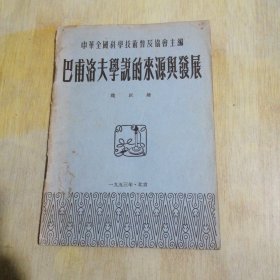 中華全國科學技術普及協會主編
巴甫洛夫學說的來源與發展
一九五三年·北京